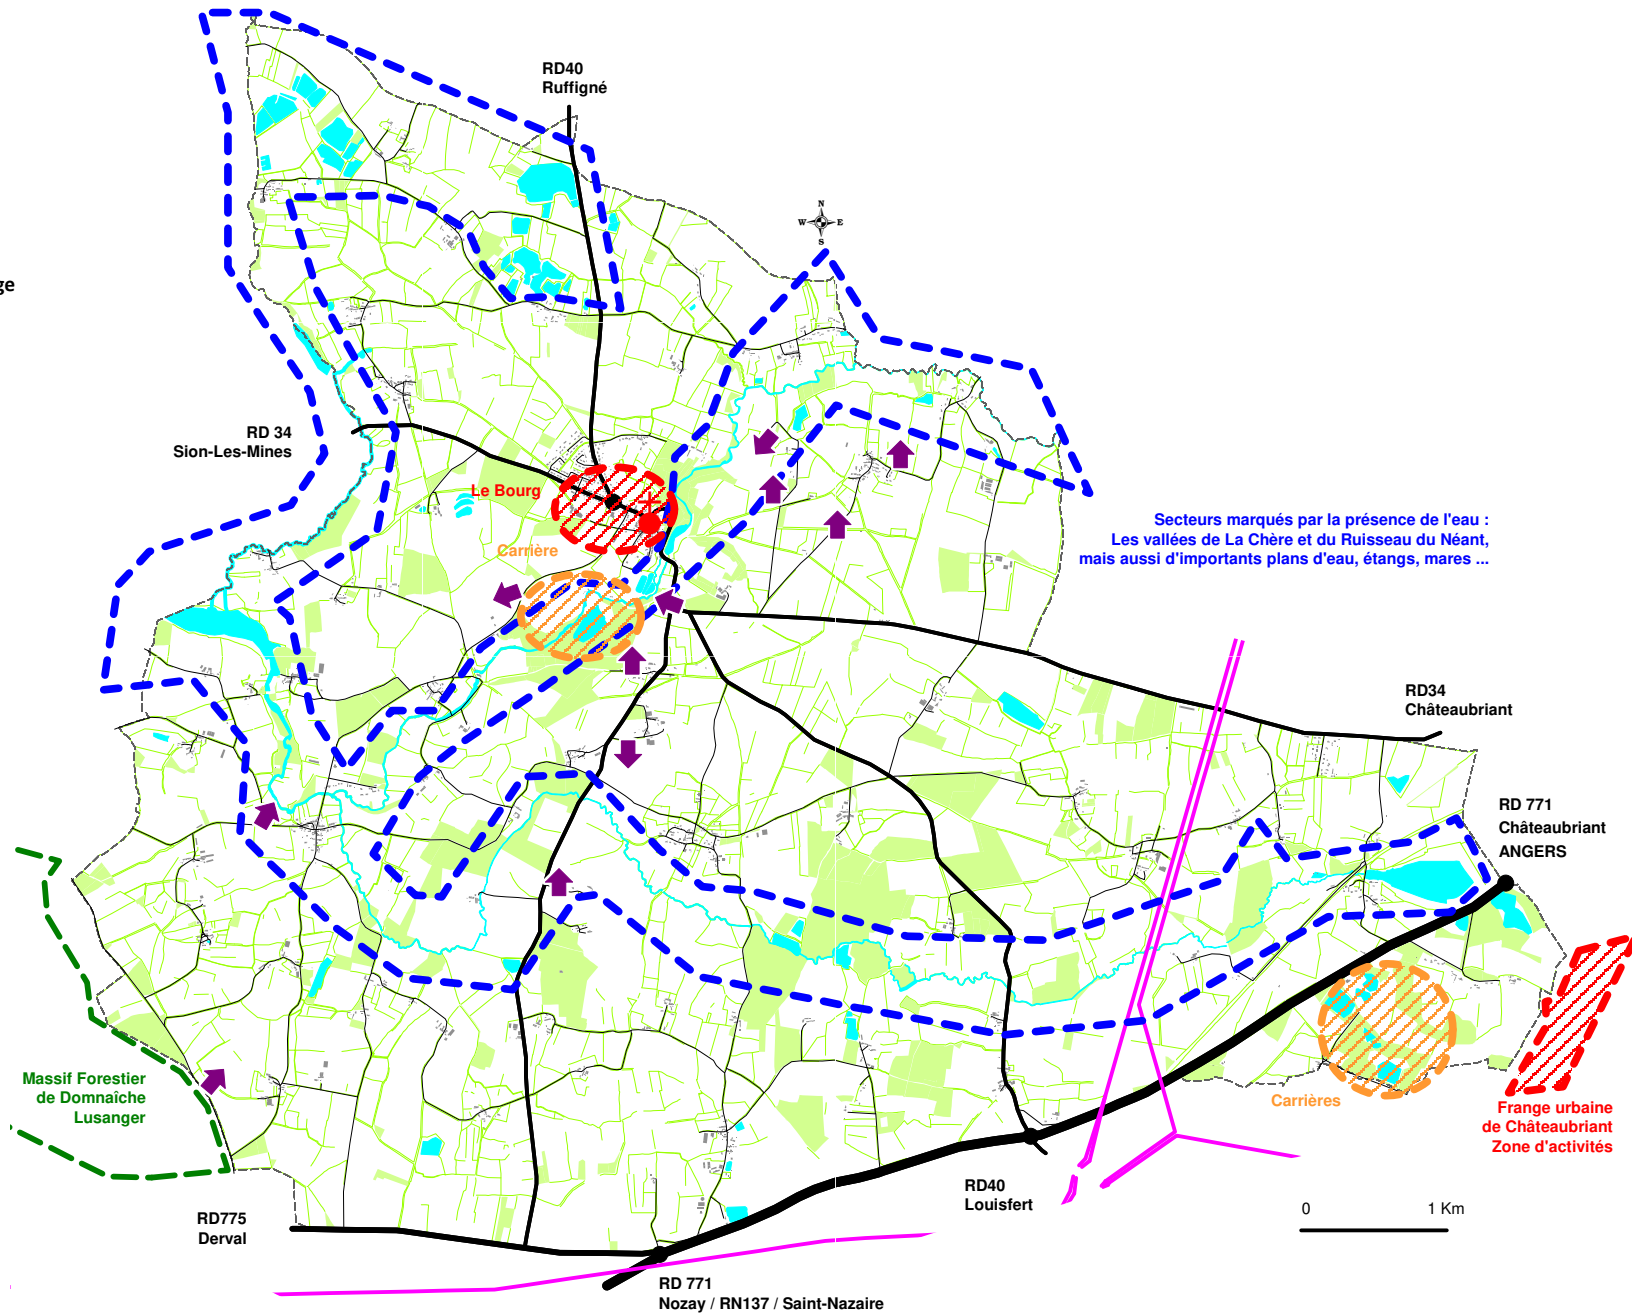 RD40
Ruffigné
N
W E
S
ge
RD 34
Sion-Les-Mines
Le Bourg
Carrière
Secteurs marqués par la présence de l'eau :
Les vallées de La Chère et du Ruisseau du Néant,
mais aussi d'importants plans d'eau, étangs, mares ...
RD34
Châteaubriant
RD 771
Châteaubriant
ANGERS
Massif Forestier
de Domnaîche
Lusanger
Carrières
Frange urbaine
de Châteaubriant
Zone d'activités
RD40
Louisfert
0 1 Km
RD775
Derval
RD 771
Nozay / RN137 / Saint-Nazaire